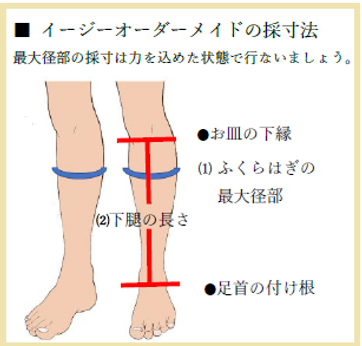 ■ イージーオーダーメイドの採寸法
最大径部の採寸は力を込めた状態で行ないましょう。
●お皿の下縁
⑴ ふくらはぎの
最大径部
⑵下腿の長さ
●足首の付け根